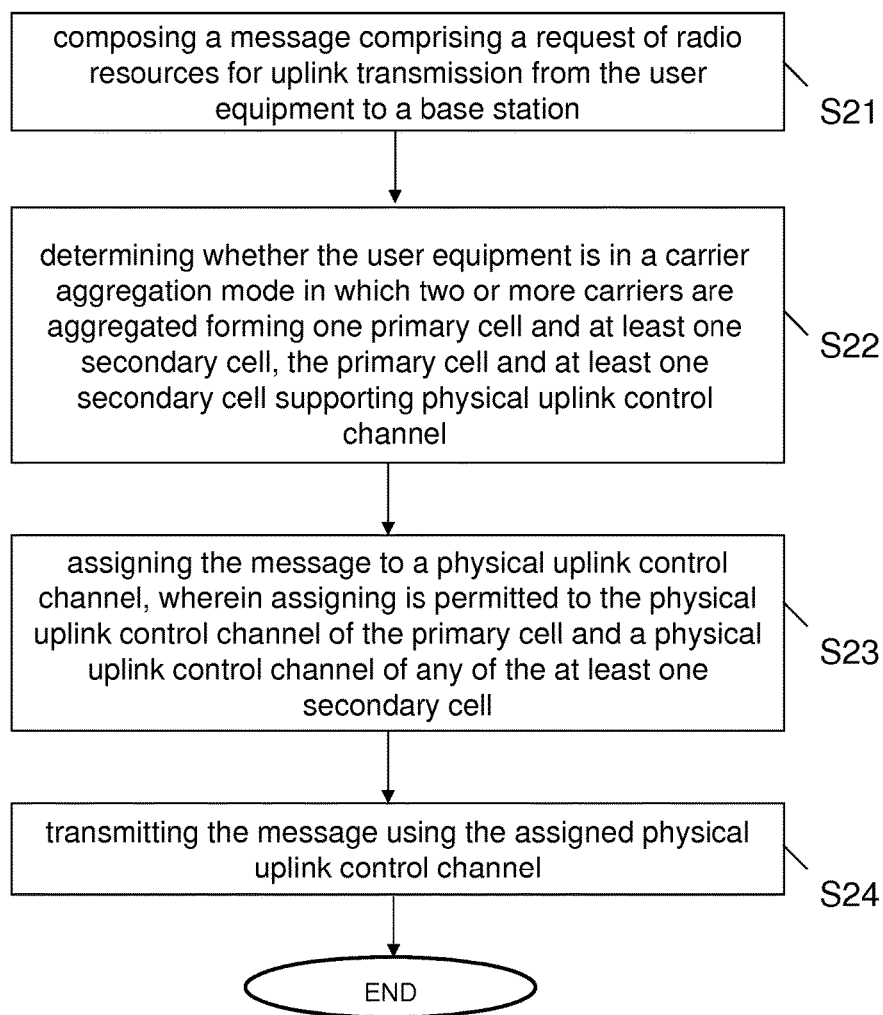 composing a message comprising a request of radio
resources for uplink transmission from the user
equipment to a base station
S21
determining whether the user equipment is in a carrier
aggregation mode in which two or more carriers are
aggregated forming one primary cell and at least one
secondary cell, the primary cell and at least one
secondary cell supporting physical uplink control
channel
S22
assigning the message to a physical uplink control
channel, wherein assigning is permitted to the physical
uplink control channel of the primary cell and a physical
uplink control channel of any of the at least one
secondary cell
S23
transmitting the message using the assigned physical
uplink control channel
S24
END